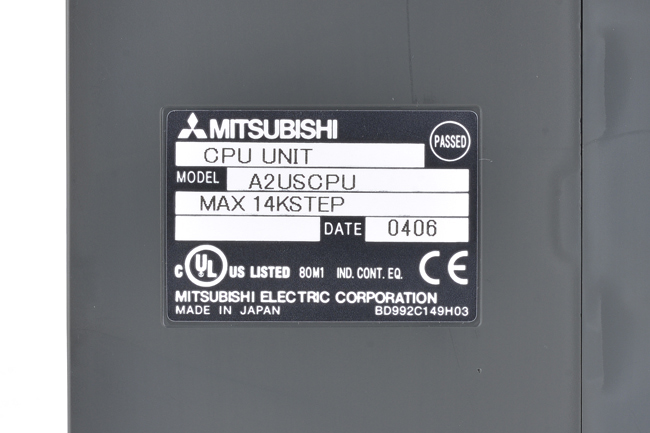 MITSUBISHI
PASSED
CPU UNIT
MODEL A2USCPU
MAX 14KSTEP
DATE 0406
C UL US LISTED 80M1 IND. CONT. EQ. CE
MITSUBISHI ELECTRIC CORPORATION
MADE IN JAPAN BD992C149H03